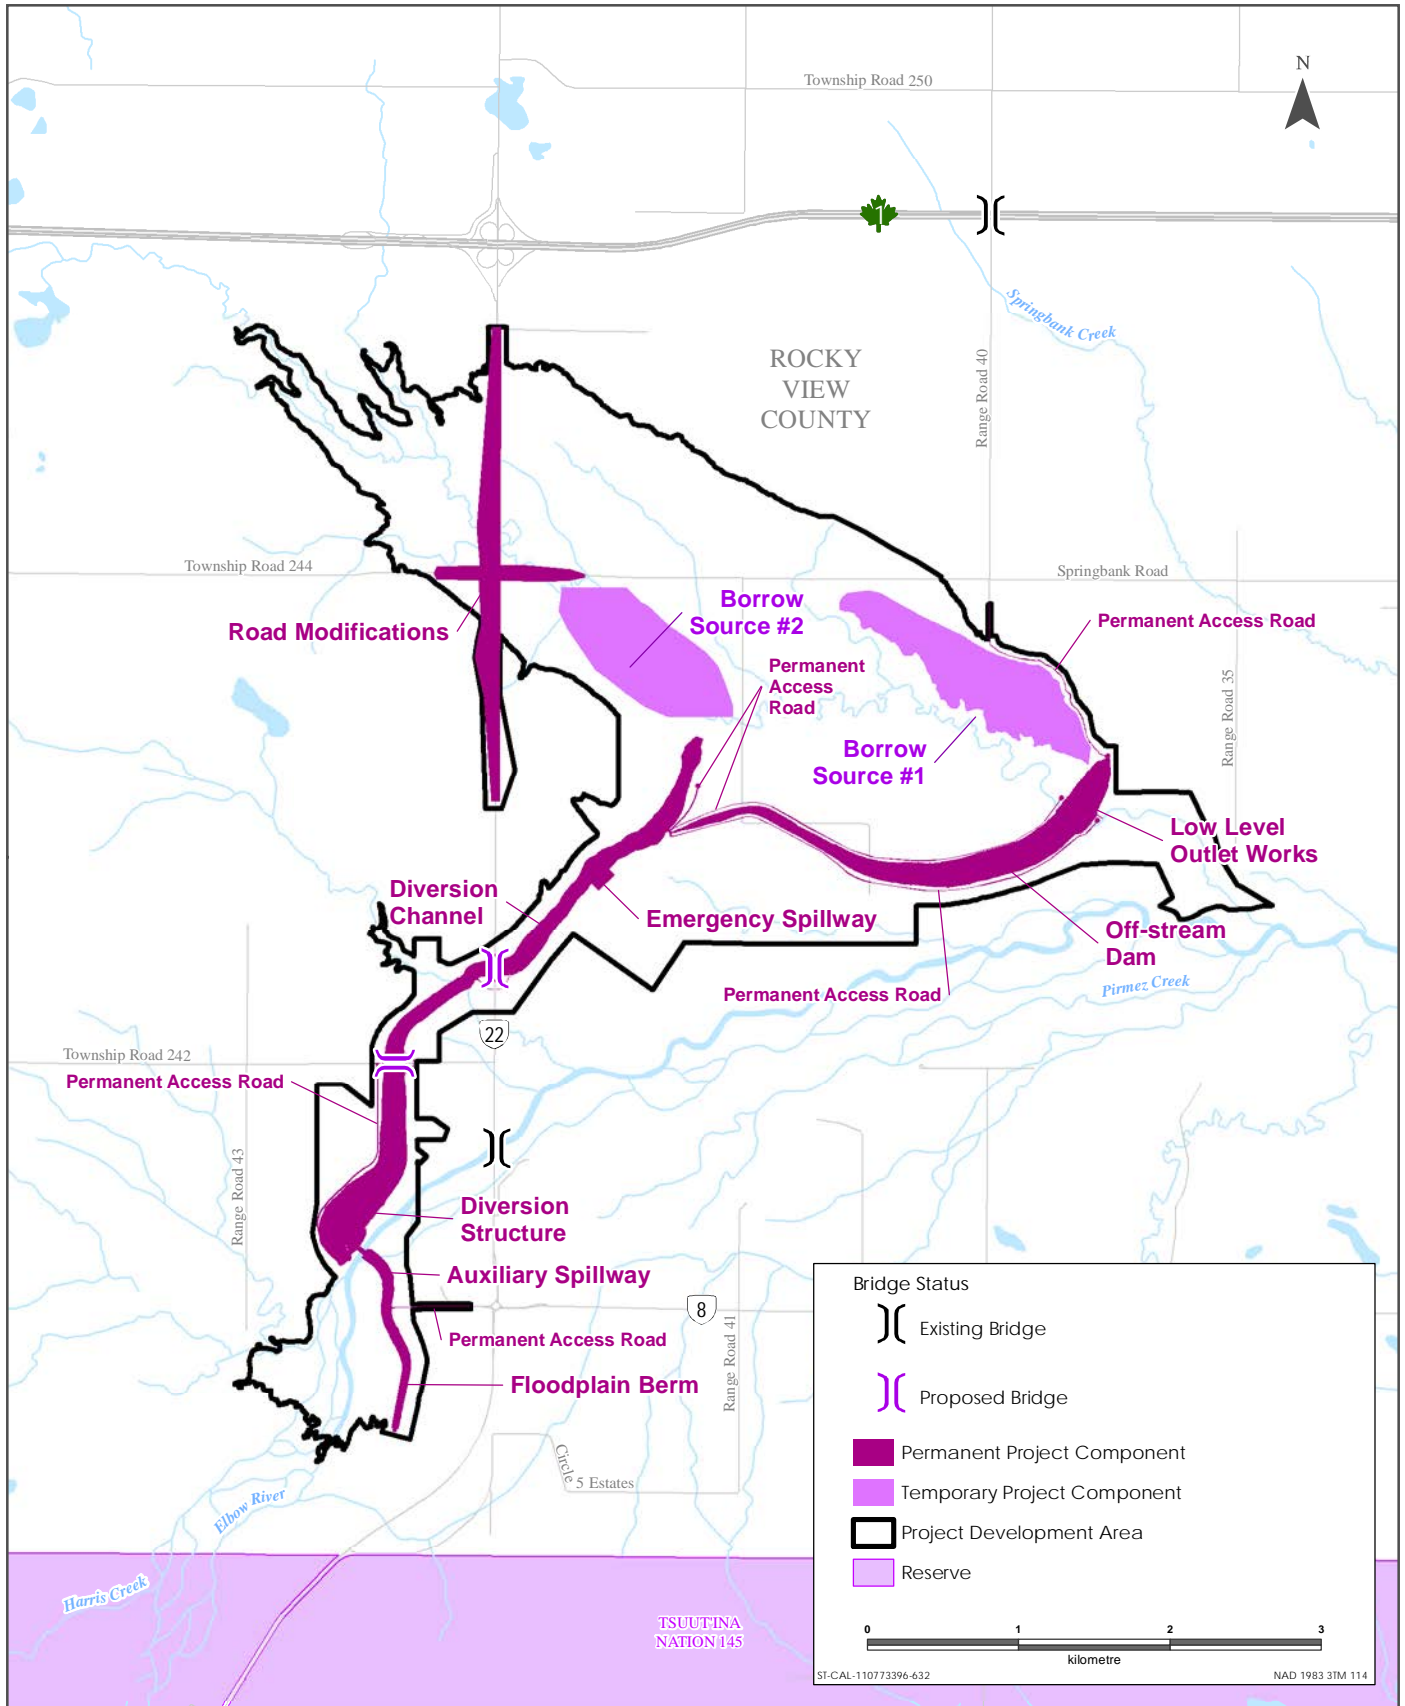 Township Road 250
N
1
Springbank Creek
ROCKY
VIEW
COUNTY
Range Road 40
Township Road 244
Springbank Road
Borrow
Source #2
Road Modifications
Permanent Access Road
Permanent
Access
Road
Range Road 35
Borrow
Source #1
Low Level
Outlet Works
Diversion
Channel
Emergency Spillway
Off-stream
Dam
Permanent Access Road
Pirmez Creek
22
Township Road 242
Permanent Access Road
Range Road 43
Diversion
Structure
Auxiliary Spillway
8
Permanent Access Road
Range Road 41
Floodplain Berm
Circle
5 Estates
Elbow River
Harris Creek
TSUUT'INA
NATION 145
Bridge Status
Existing Bridge
Proposed Bridge
Permanent Project Component
Temporary Project Component
Project Development Area
Reserve
0 1 2 3
kilometre
ST-CAL-110773396-632
NAD 1983 3TM 114